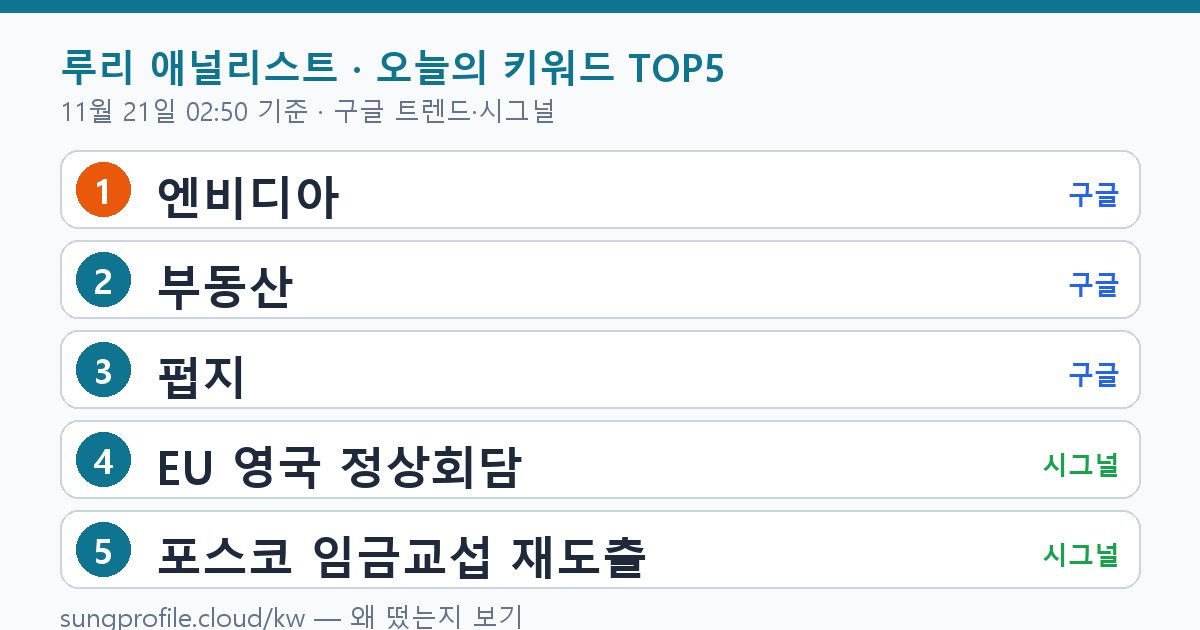 루리 애널리스트 · 오늘의 키워드 TOP5
11월 21일 02:50 기준 · 구글 트렌드·시그널
1 엔비디아 구글
2 부동산 구글
3 펍지 구글
4 EU 영국 정상회담 시그널
5 포스코 임금교섭 재도출 시그널
sungprofile.cloud/kw — 왜 떴는지 보기